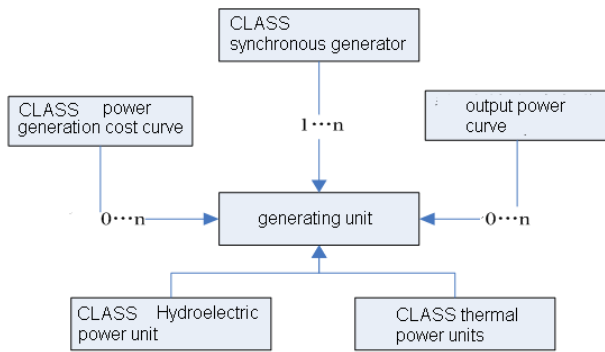 CLASS
synchronous generator
CLASS power
generation cost curve
output power
curve
1···n
0···n
generating unit
0···n
CLASS Hydroelectric
power unit
CLASS thermal
power units